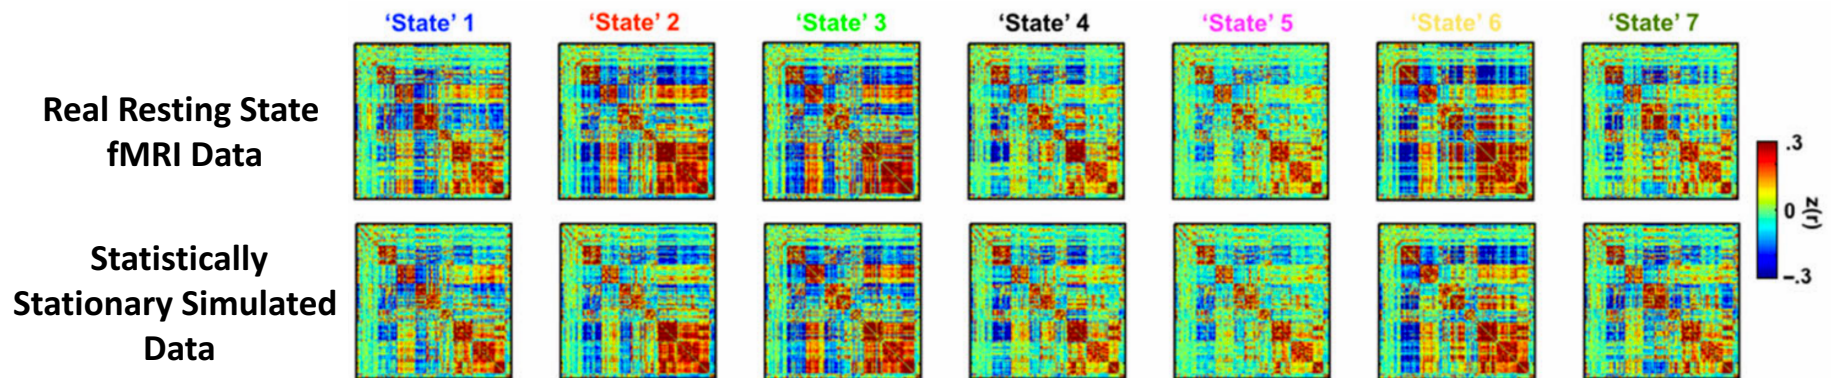 ‘State’ 1
‘State’ 2
‘State’ 3
‘State’ 4
‘State’ 5
‘State’ 6
‘State’ 7
Real Resting State
fMRI Data
Statistically
Stationary Simulated
Data
.3
0
z(r)
–.3